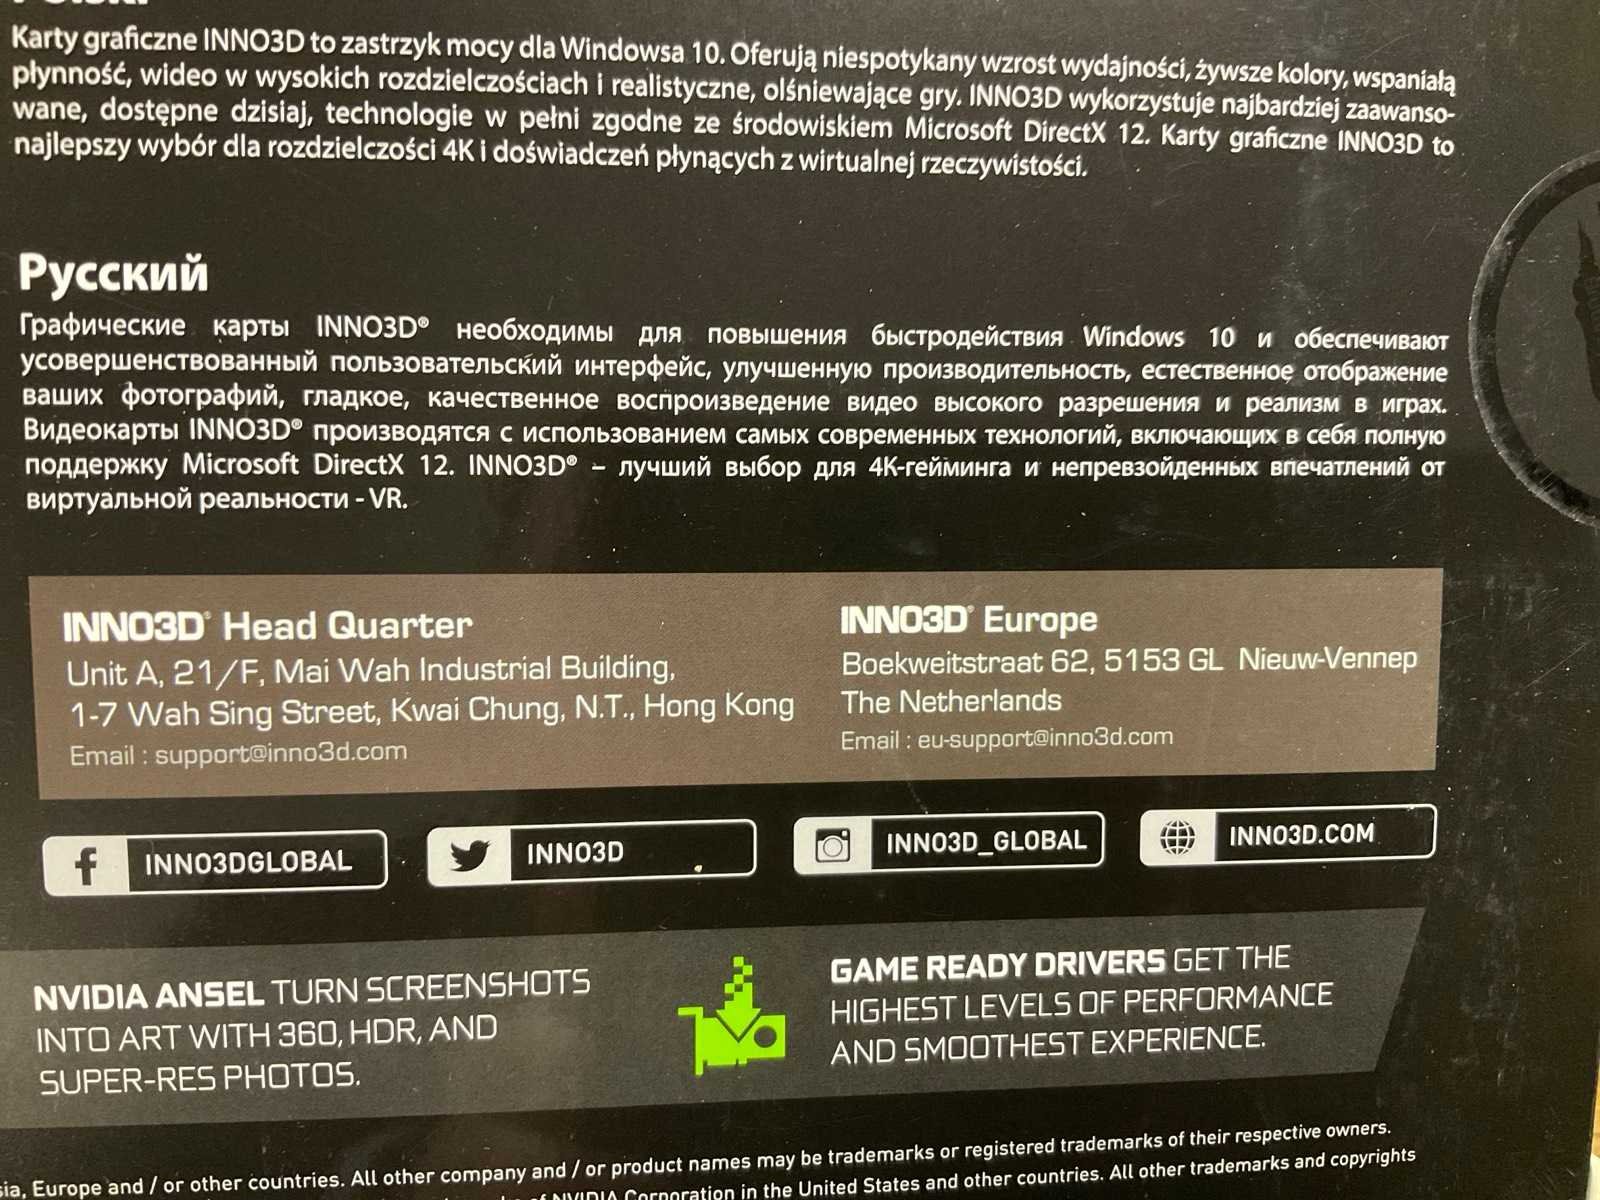 Polski
Karty graficzne INNO3D to zastrzyk mocy dla Windowsa 10. Oferują niespotykany wzrost wydajności, żywsze kolory, wspaniałą
płynność, wideo w wysokich rozdzielczościach i realistyczne, olśniewające gry. INNO3D wykorzystuje najbardziej zaawanso-
wane, dostępne dzisiaj, technologie w pełni zgodne ze środowiskiem Microsoft DirectX 12. Karty graficzne INNO3D to
najlepszy wybór dla rozdzielczości 4K i doświadczeń płynących z wirtualnej rzeczywistości.
Русский
Графические карты INNO3D® необходимы для повышения быстродействия Windows 10 и обеспечивают
усовершенствованный пользовательский интерфейс, улучшенную производительность, естественное отображение
ваших фотографий, гладкое, качественное воспроизведение видео высокого разрешения и реализм в играх.
Видеокарты INNO3D® производятся с использованием самых современных технологий, включающих в себя полную
поддержку Microsoft DirectX 12. INNO3D® – лучший выбор для 4K-гейминга и непревзойденных впечатлений от
виртуальной реальности - VR.
INNO3D® Head Quarter
Unit A, 21/F, Mai Wah Industrial Building,
1-7 Wah Sing Street, Kwai Chung, N.T., Hong Kong
Email : support@inno3d.com
INNO3D® Europe
Boekweitstraat 62, 5153 GL Nieuw-Vennep
The Netherlands
Email : eu-support@inno3d.com
INNO3DGLOBAL
INNO3D
INNO3D_GLOBAL
INNO3D.COM
NVIDIA ANSEL TURN SCREENSHOTS
INTO ART WITH 360, HDR, AND
SUPER-RES PHOTOS.
GAME READY DRIVERS GET THE
HIGHEST LEVELS OF PERFORMANCE
AND SMOOTHEST EXPERIENCE.
Europe and / or other countries. All other company and / or product names may be trademarks or registered trademarks of their respective owners.
of NVIDIA Corporation in the United States and other countries. All other trademarks and copyrights